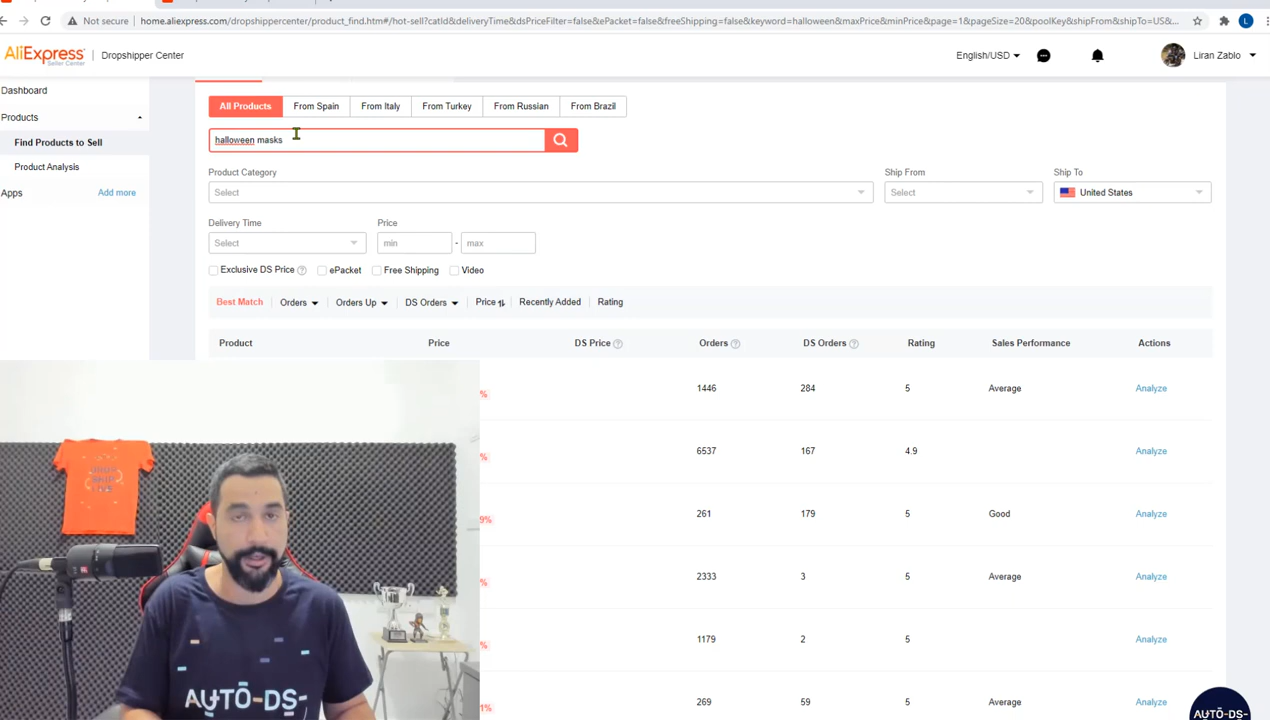 Not secure home.aliexpress.com/dropshippercenter/product_find.htm#/hot-sell?catId&deliveryTime&dsPriceFilter=false&ePacket=false&freeShipping=false&keyword=halloween&maxPrice&minPrice&page=1&pageSize=20&poolKey&shipFrom&shipTo=US&... L
AliExpress Seller Center | Dropshipper Center English/USD Liran Zablo
Dashboard
Products
Find Products to Sell
Product Analysis
Apps Add more
All Products From Spain From Italy From Turkey From Russian From Brazil
halloween masks
Product Category Ship From Ship To
Select Select United States
Delivery Time Price
Select min - max
Exclusive DS Price ? ePacket Free Shipping Video
Best Match Orders Orders Up DS Orders Price Recently Added Rating
Product Price DS Price ? Orders ? DS Orders ? Rating Sales Performance Actions
% 1446 284 5 Average Analyze
% 6537 167 4.9 Analyze
9% 261 179 5 Good Analyze
% 2333 3 5 Average Analyze
% 1179 2 5 Analyze
1% 269 59 5 Average Analyze
AUTO-DS-
AUTO-DS-